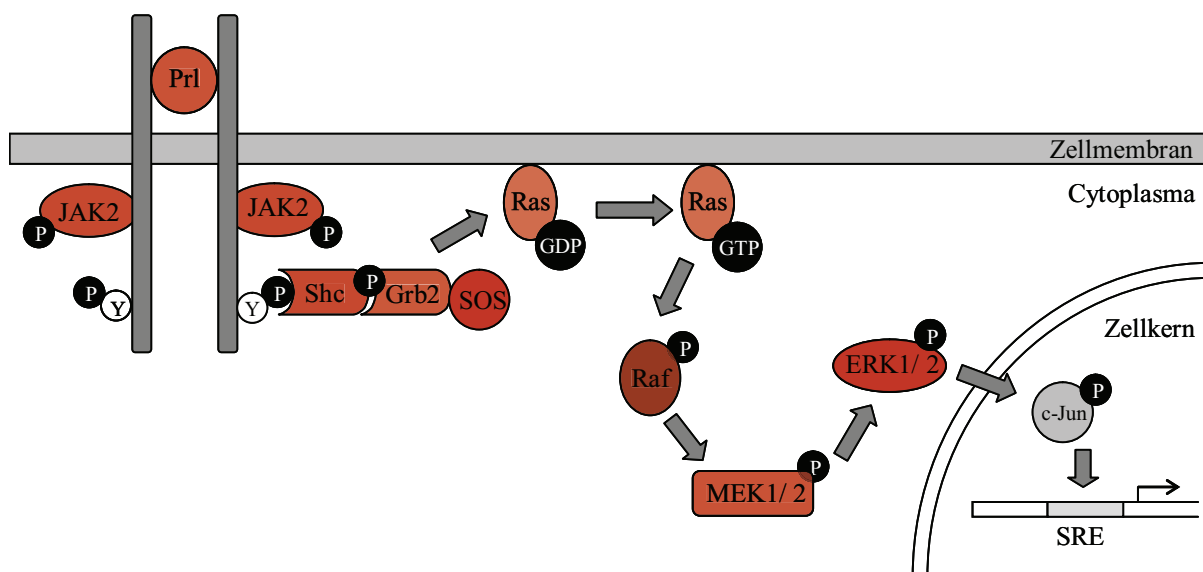 Prl
Zellmembran
Cytoplasma
JAK2
P
JAK2
P
Ras
GDP
Ras
GTP
P
Y
Y
P
Shc
P
Grb2
SOS
Zellkern
Raf
P
ERK1/ 2
P
MEK1/ 2
P
c-Jun
P
SRE